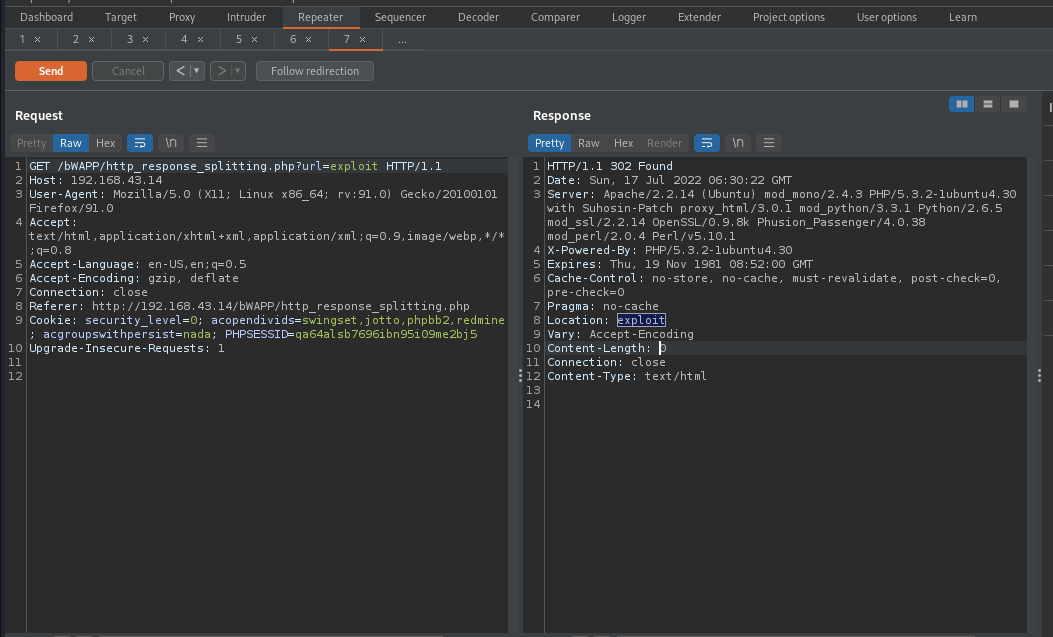 Dashboard Target Proxy Intruder Repeater Sequencer Decoder Comparer Logger Extender Project options User options Learn
1 × 2 × 3 × 4 × 5 × 6 × 7 × ...
Send Cancel < > Follow redirection
Request
Pretty Raw Hex \n
1 GET /bWAPP/http_response_splitting.php?url=exploit HTTP/1.1
2 Host: 192.168.43.14
3 User-Agent: Mozilla/5.0 (X11; Linux x86_64; rv:91.0) Gecko/20100101
Firefox/91.0
4 Accept:
text/html,application/xhtml+xml,application/xml;q=0.9,image/webp,*/*
;q=0.8
5 Accept-Language: en-US,en;q=0.5
6 Accept-Encoding: gzip, deflate
7 Connection: close
8 Referer: http://192.168.43.14/bWAPP/http_response_splitting.php
9 Cookie: security_level=0; acopendivids=swingset,jotto,phpbb2,redmine
; acgroupswithpersist=nada; PHPSESSID=qa64alsb7696ibn95i09me2bj5
10 Upgrade-Insecure-Requests: 1
11
12
Response
Pretty Raw Hex Render \n
1 HTTP/1.1 302 Found
2 Date: Sun, 17 Jul 2022 06:30:22 GMT
3 Server: Apache/2.2.14 (Ubuntu) mod_mono/2.4.3 PHP/5.3.2-1ubuntu4.30
with Suhosin-Patch proxy_html/3.0.1 mod_python/3.3.1 Python/2.6.5
mod_ssl/2.2.14 OpenSSL/0.9.8k Phusion_Passenger/4.0.38
mod_perl/2.0.4 Perl/v5.10.1
4 X-Powered-By: PHP/5.3.2-1ubuntu4.30
5 Expires: Thu, 19 Nov 1981 08:52:00 GMT
6 Cache-Control: no-store, no-cache, must-revalidate, post-check=0,
pre-check=0
7 Pragma: no-cache
8 Location: exploit
9 Vary: Accept-Encoding
10 Content-Length: 0
11 Connection: close
12 Content-Type: text/html
13
14